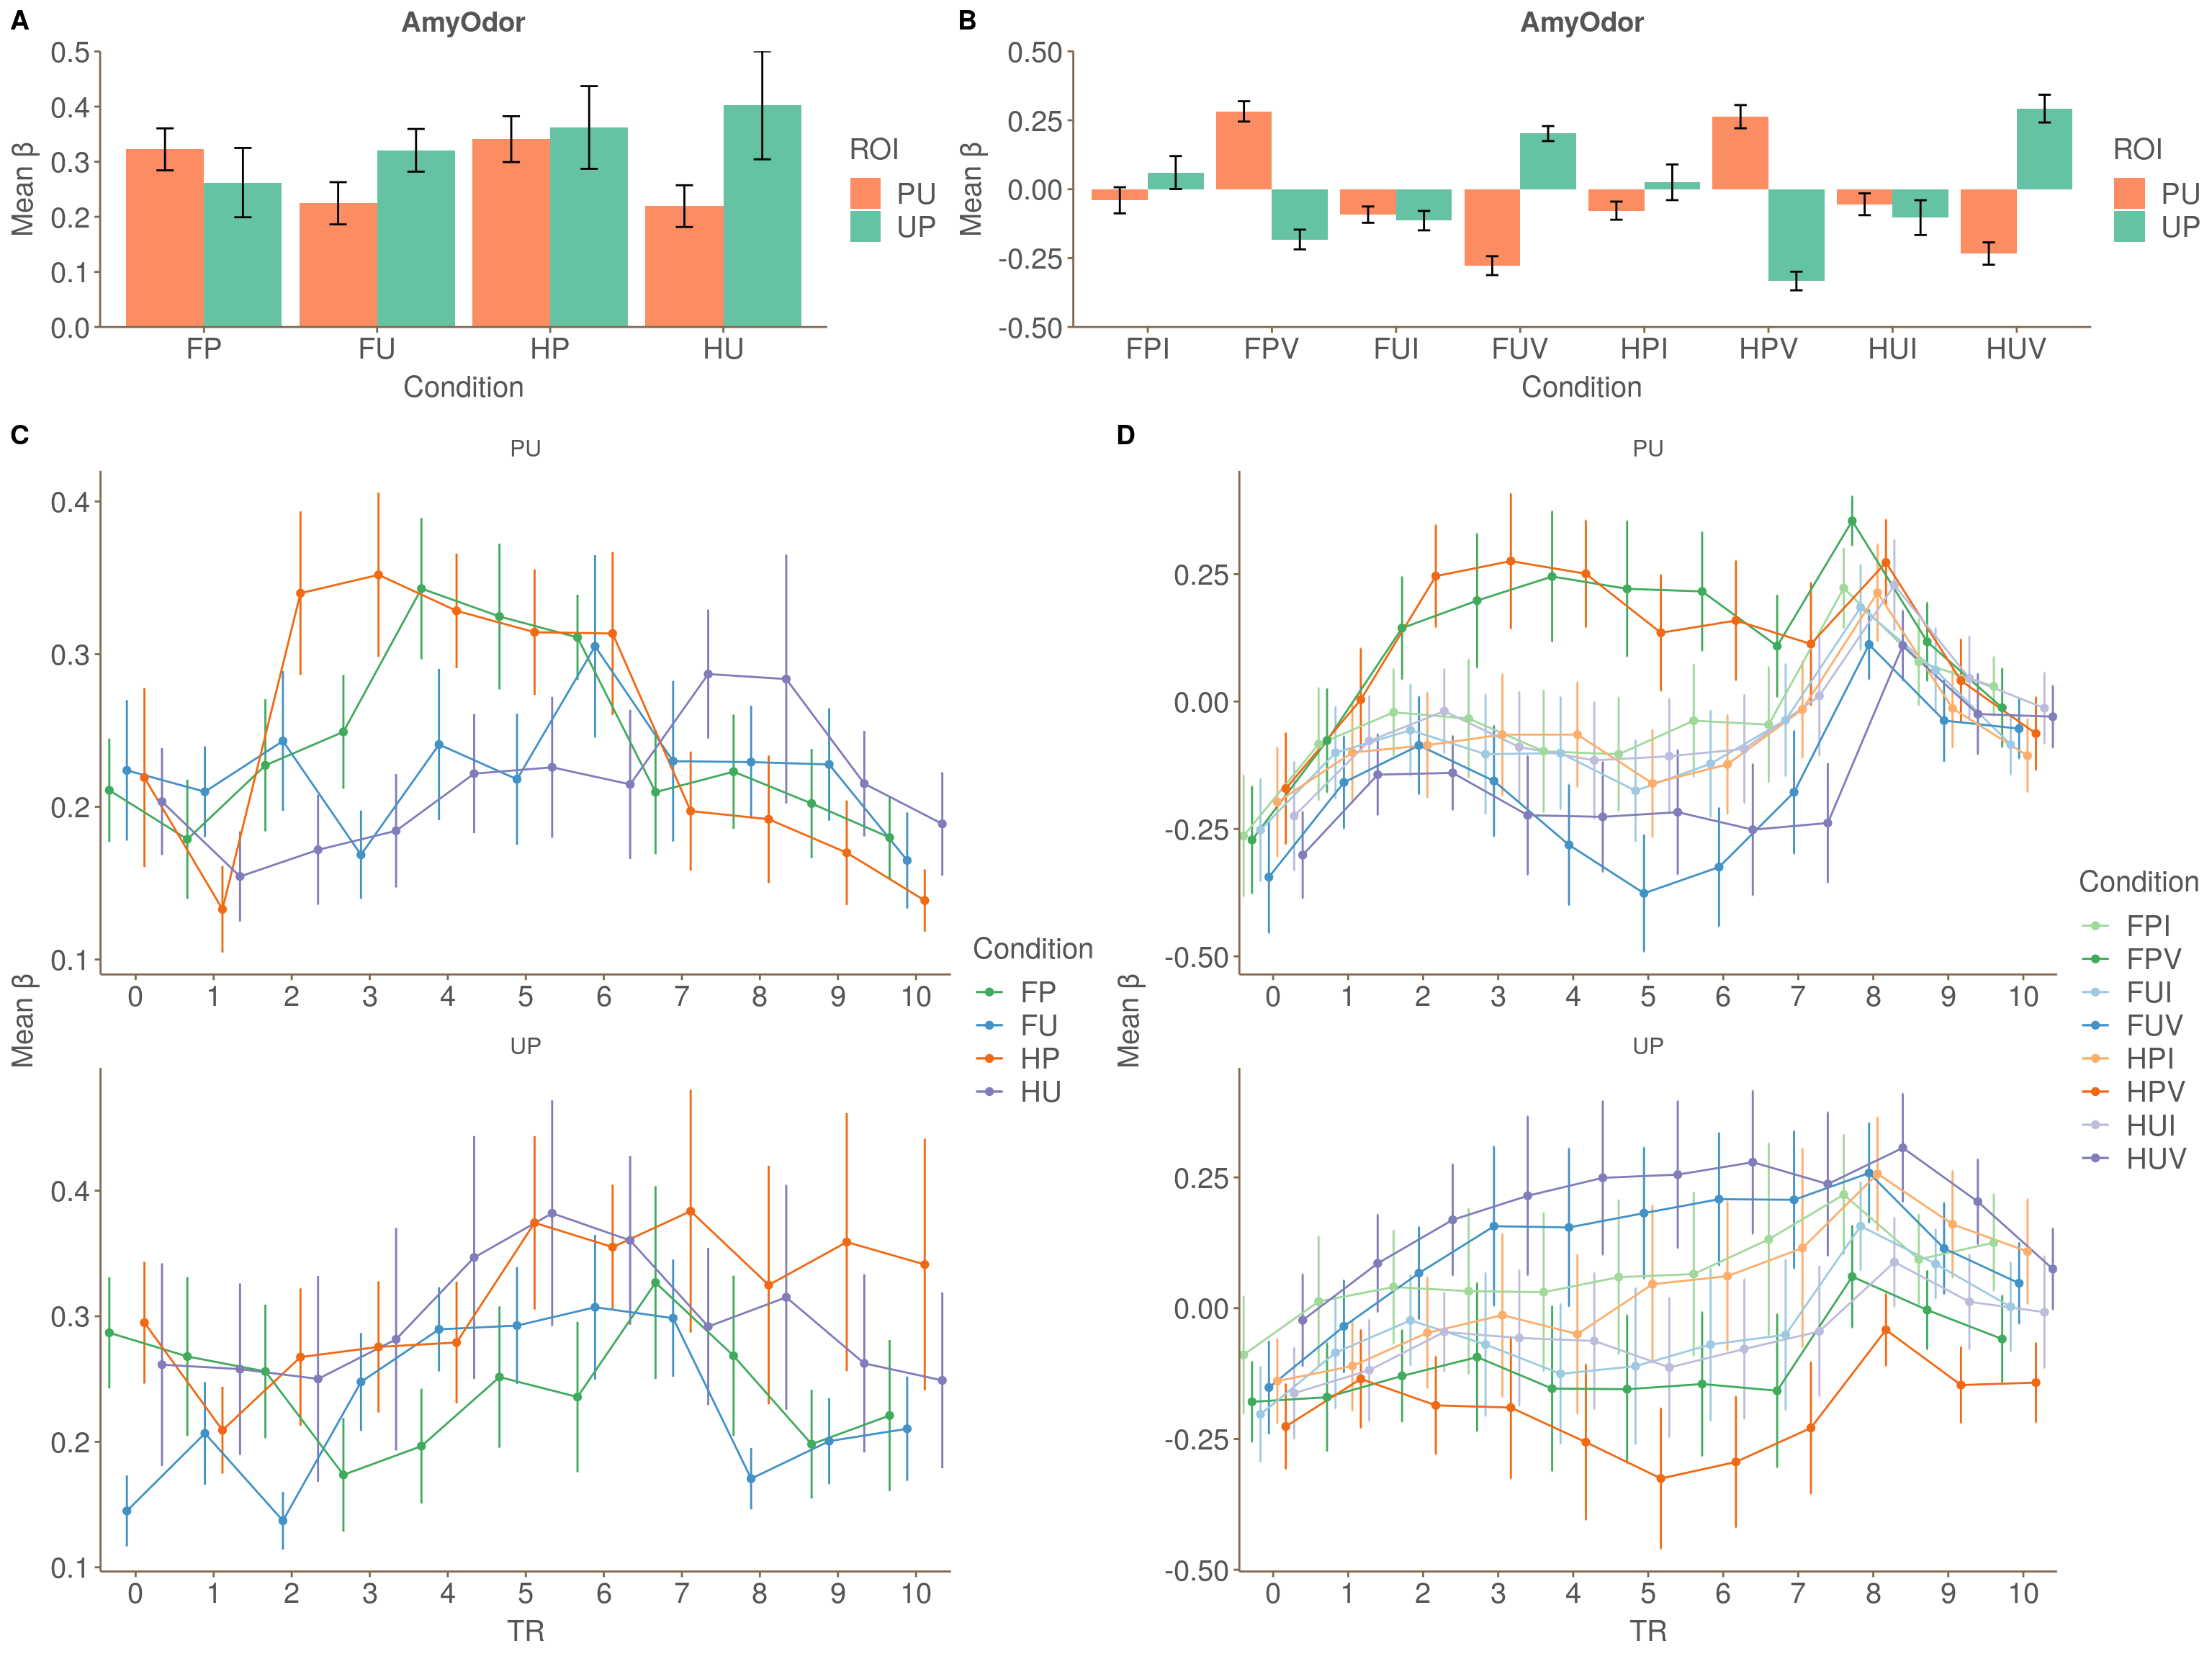 A
AmyOdor
0.5
0.4
0.3
0.2
0.1
0.0
Mean β
FP FU HP HU
Condition
ROI
PU
UP
B
AmyOdor
0.50
0.25
0.00
-0.25
-0.50
Mean β
FPI FPV FUI FUV HPI HPV HUI HUV
Condition
ROI
PU
UP
C
PU
0.4
0.3
0.2
0.1
0 1 2 3 4 5 6 7 8 9 10
Mean β
UP
0.4
0.3
0.2
0.1
0 1 2 3 4 5 6 7 8 9 10
TR
Condition
FP
FU
HP
HU
D
PU
0.25
0.00
-0.25
-0.50
0 1 2 3 4 5 6 7 8 9 10
Mean β
UP
0.25
0.00
-0.25
-0.50
0 1 2 3 4 5 6 7 8 9 10
TR
Condition
FPI
FPV
FUI
FUV
HPI
HPV
HUI
HUV